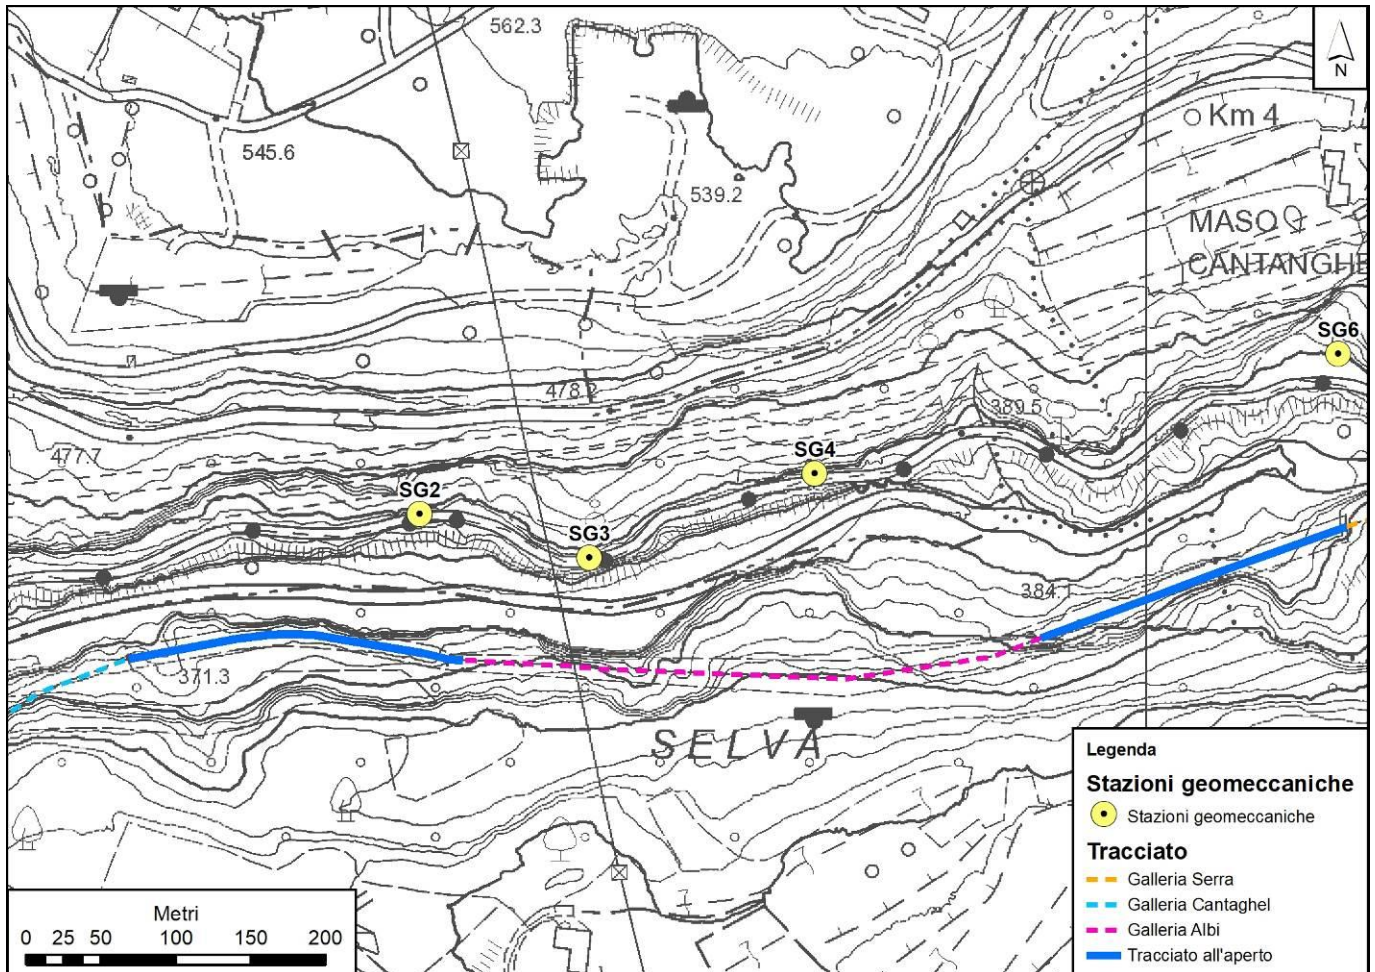 562.3
N
Km 4
545.6
539.2
MASO
CANTANGHE
SG6
478.2
389.5
477.7
SG4
SG2
SG3
384.1
371.3
SELVA
Legenda
Stazioni geomeccaniche
Stazioni geomeccaniche
Tracciato
Galleria Serra
Galleria Cantaghel
Galleria Albi
Tracciato all'aperto
Metri
0 25 50 100 150 200